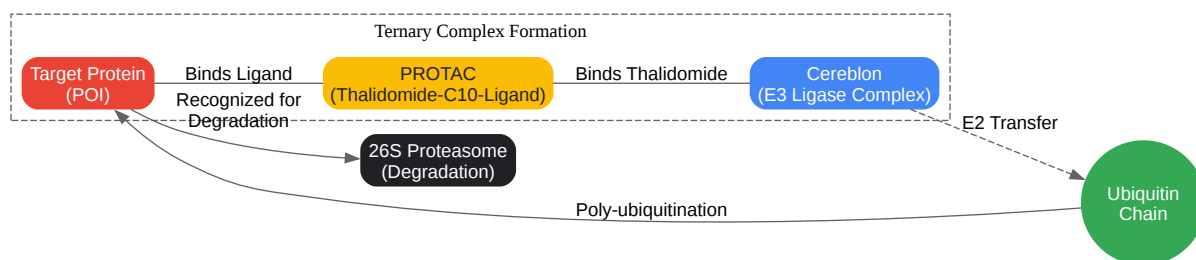 Ternary Complex Formation
Target Protein
(POI)
Binds Ligand
PROTAC
(Thalidomide-C10-Ligand)
Binds Thalidomide
Cereblon
(E3 Ligase Complex)
Recognized for
Degradation
E2 Transfer
26S Proteasome
(Degradation)
Ubiquitin
Chain
Poly-ubiquitination